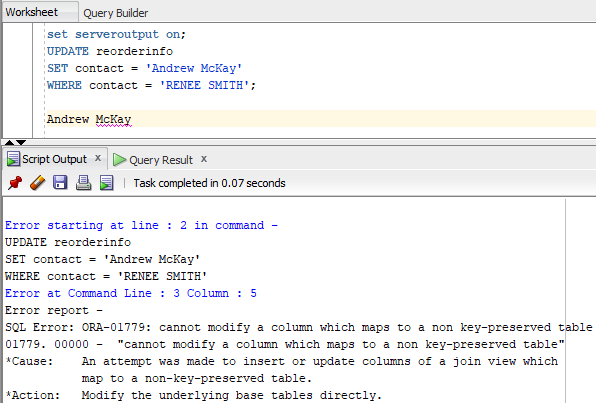 Worksheet Query Builder
set serveroutput on;
UPDATE reorderinfo
SET contact = 'Andrew McKay'
WHERE contact = 'RENEE SMITH';
Andrew McKay
Script Output x Query Result x
Task completed in 0.07 seconds
Error starting at line : 2 in command -
UPDATE reorderinfo
SET contact = 'Andrew McKay'
WHERE contact = 'RENEE SMITH'
Error at Command Line : 3 Column : 5
Error report -
SQL Error: ORA-01779: cannot modify a column which maps to a non key-preserved table
01779. 00000 -  "cannot modify a column which maps to a non key-preserved table"
*Cause:    An attempt was made to insert or update columns of a join view which
map to a non-key-preserved table.
*Action:   Modify the underlying base tables directly.